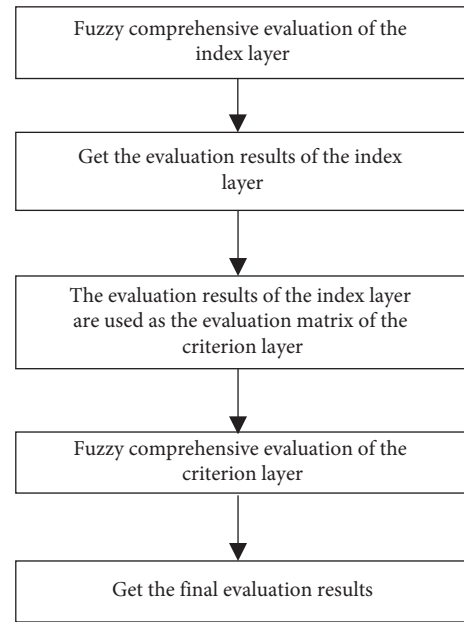 Fuzzy comprehensive evaluation of the
index layer
Get the evaluation results of the index
layer
The evaluation results of the index layer
are used as the evaluation matrix of the
criterion layer
Fuzzy comprehensive evaluation of the
criterion layer
Get the final evaluation results